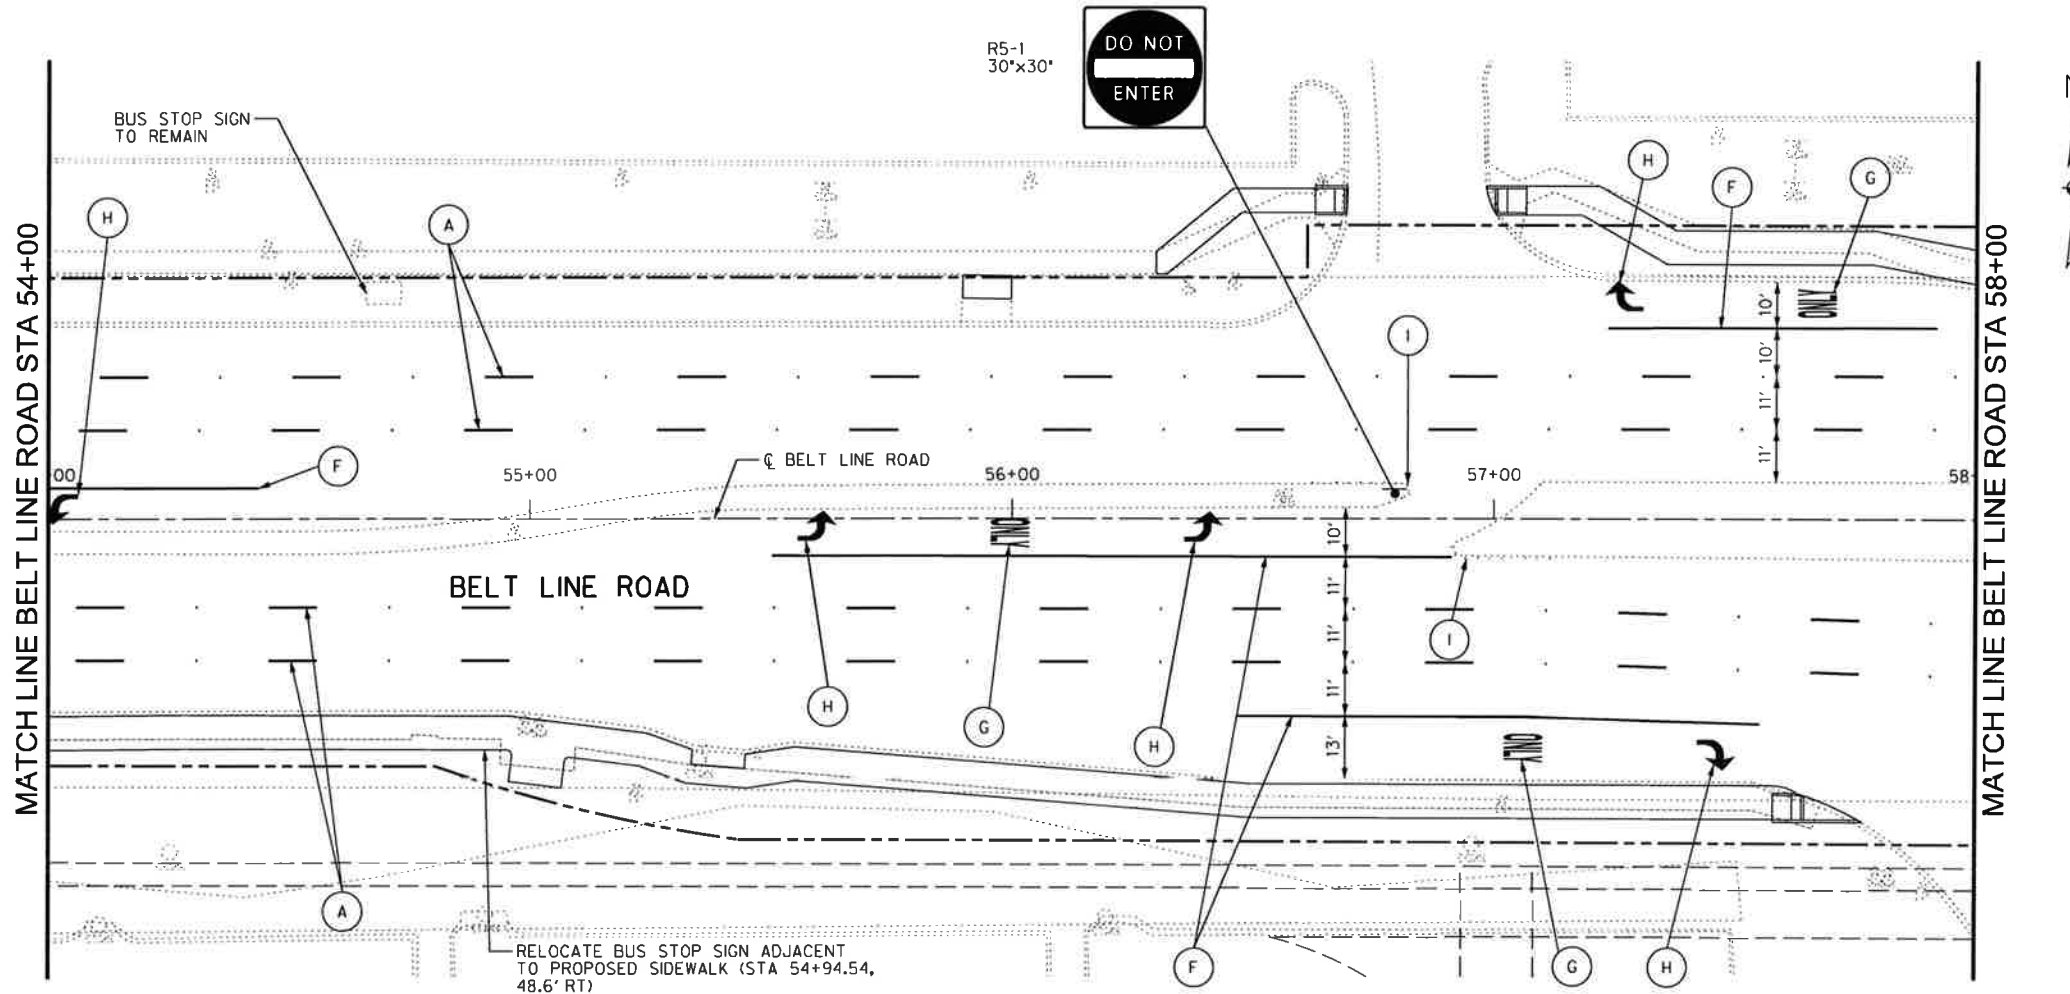 R5-1
30"x30"
DO NOT
ENTER
BUS STOP SIGN
TO REMAIN
H
A
H
F
G
I
10'
ONLY
10'
11'
11'
F
℄ BELT LINE ROAD
00
55+00
56+00
57+00
58
ONLY
10'
BELT LINE ROAD
11'
11'
I
11'
H
G
H
13'
ONLY
A
RELOCATE BUS STOP SIGN ADJACENT
TO PROPOSED SIDEWALK (STA 54+94.54,
48.6' RT)
F
G
H
MATCH LINE BELT LINE ROAD STA 54+00
MATCH LINE BELT LINE ROAD STA 58+00